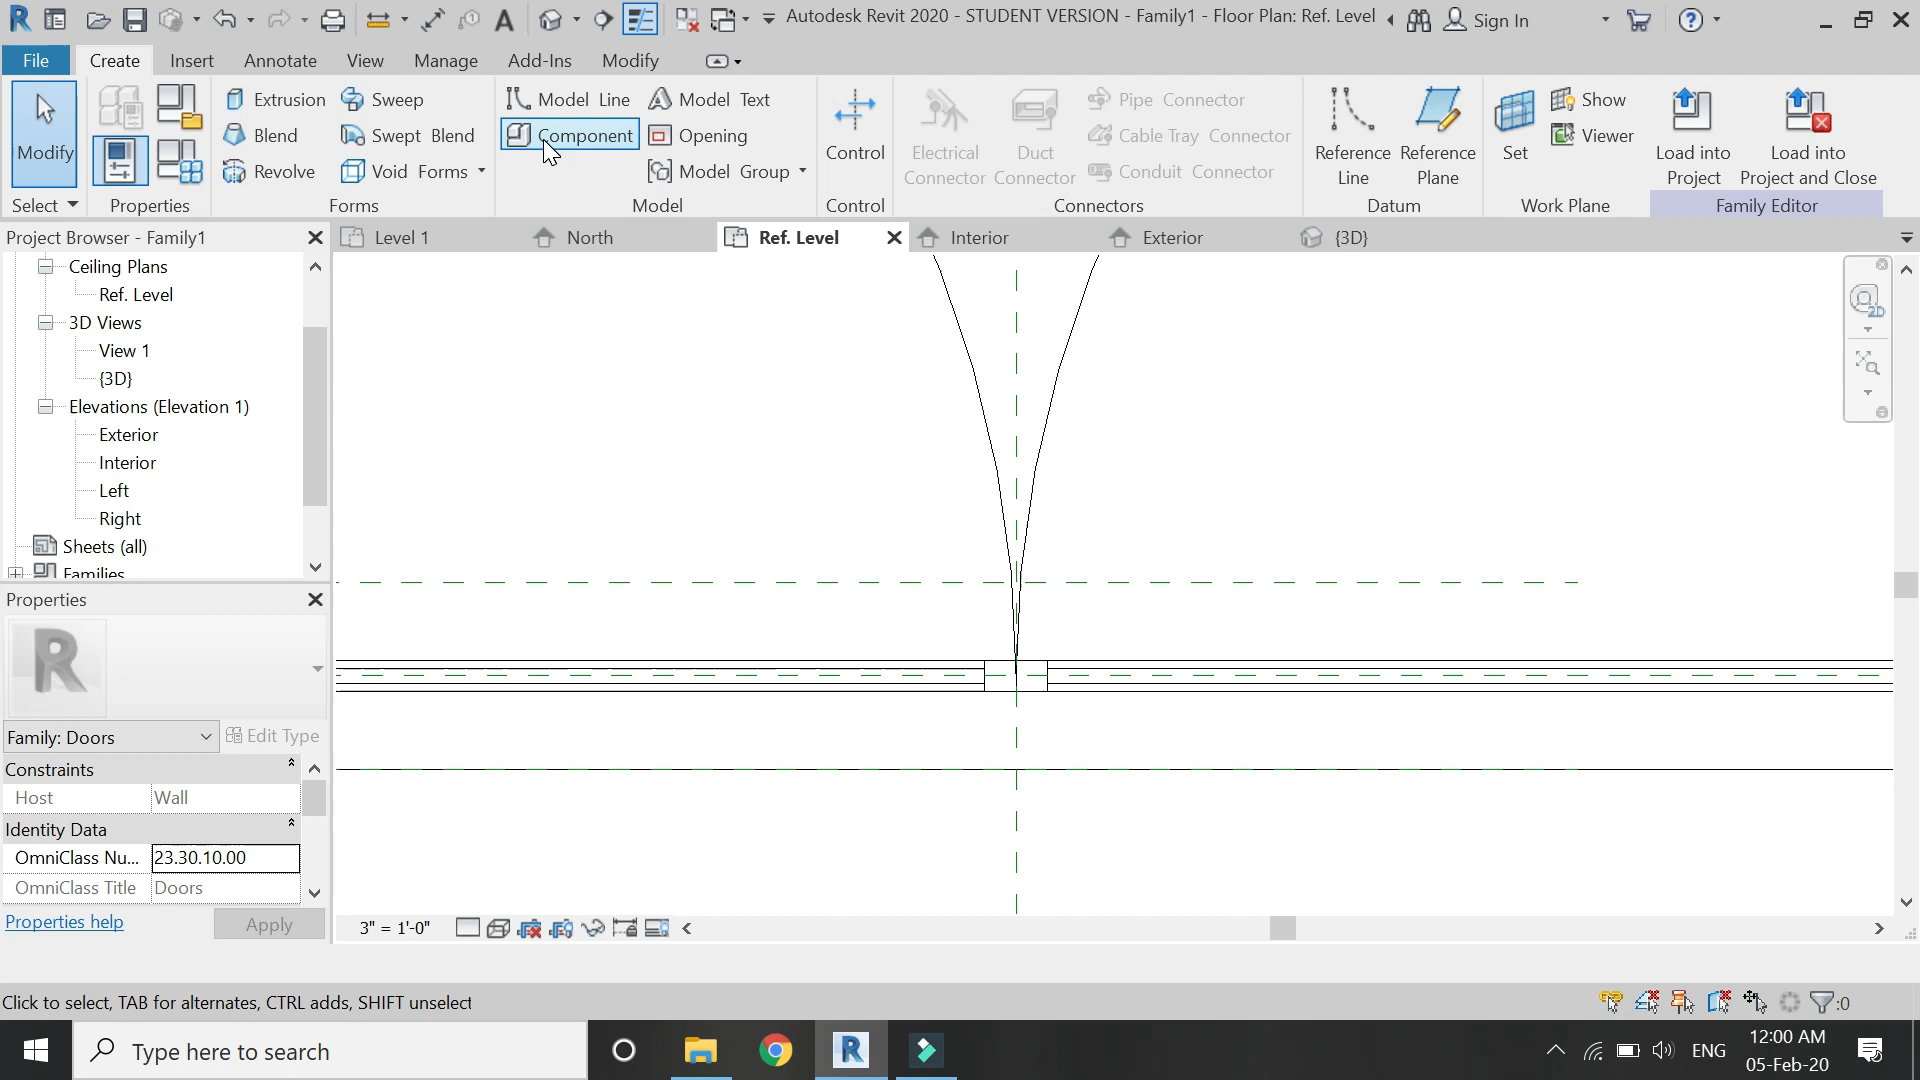 Autodesk Revit 2020 - STUDENT VERSION - Family1 - Floor Plan: Ref. Level
Sign In
File
Create
Insert
Annotate
View
Manage
Add-Ins
Modify
Modify
Extrusion
Sweep
Blend
Swept Blend
Revolve
Void Forms
Model Line
Model Text
Component
Opening
Model Group
Control
Electrical
Connector
Duct
Connector
Pipe Connector
Cable Tray Connector
Conduit Connector
Reference
Line
Reference
Plane
Set
Show
Viewer
Load into
Project
Load into
Project and Close
Select
Properties
Forms
Model
Control
Connectors
Datum
Work Plane
Family Editor
Project Browser - Family1
Level 1
North
Ref. Level
Interior
Exterior
{3D}
Ceiling Plans
Ref. Level
3D Views
View 1
{3D}
Elevations (Elevation 1)
Exterior
Interior
Left
Right
Sheets (all)
Families
2D
Properties
Family: Doors
Edit Type
Constraints
Host
Wall
Identity Data
OmniClass Nu...
23.30.10.00
OmniClass Title
Doors
Properties help
Apply
3" = 1'-0"
Click to select, TAB for alternates, CTRL adds, SHIFT unselect
:0
Type here to search
ENG
12:00 AM
05-Feb-20